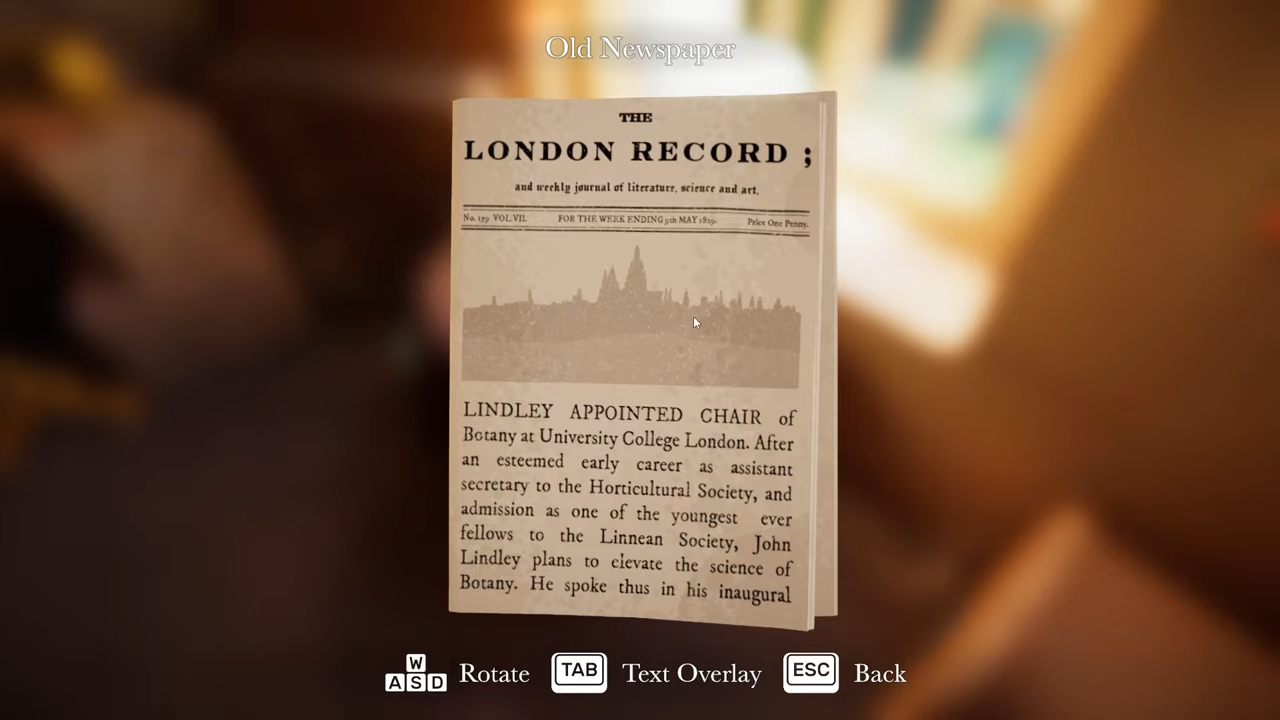 Old Newspaper
THE
LONDON RECORD ;
and weekly journal of literature, science and art.
No. 159 VOL.VII. FOR THE WEEK ENDING 9th MAY 1829. Price One Penny.
LINDLEY APPOINTED CHAIR of
Botany at University College London. After
an esteemed early career as assistant
secretary to the Horticultural Society, and
admission as one of the youngest ever
fellows to the Linnean Society, John
Lindley plans to elevate the science of
Botany. He spoke thus in his inaugural
W
A S D Rotate TAB Text Overlay ESC Back